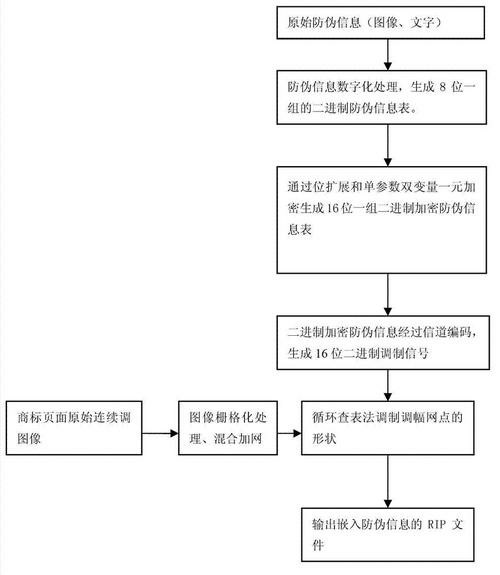 原始防伪信息（图像、文字）
防伪信息数字化处理，生成 8 位一
组的二进制防伪信息表。
通过位扩展和单参数双变量一元加
密生成16位一组二进制加密防伪信
息表
二进制加密防伪信息经过信道编码，
生成16位二进制调制信号
商标页面原始连续调
图像
图像栅格化处
理、混合加网
循环查表法调制调幅网点的
形状
输出嵌入防伪信息的 RIP 文
件